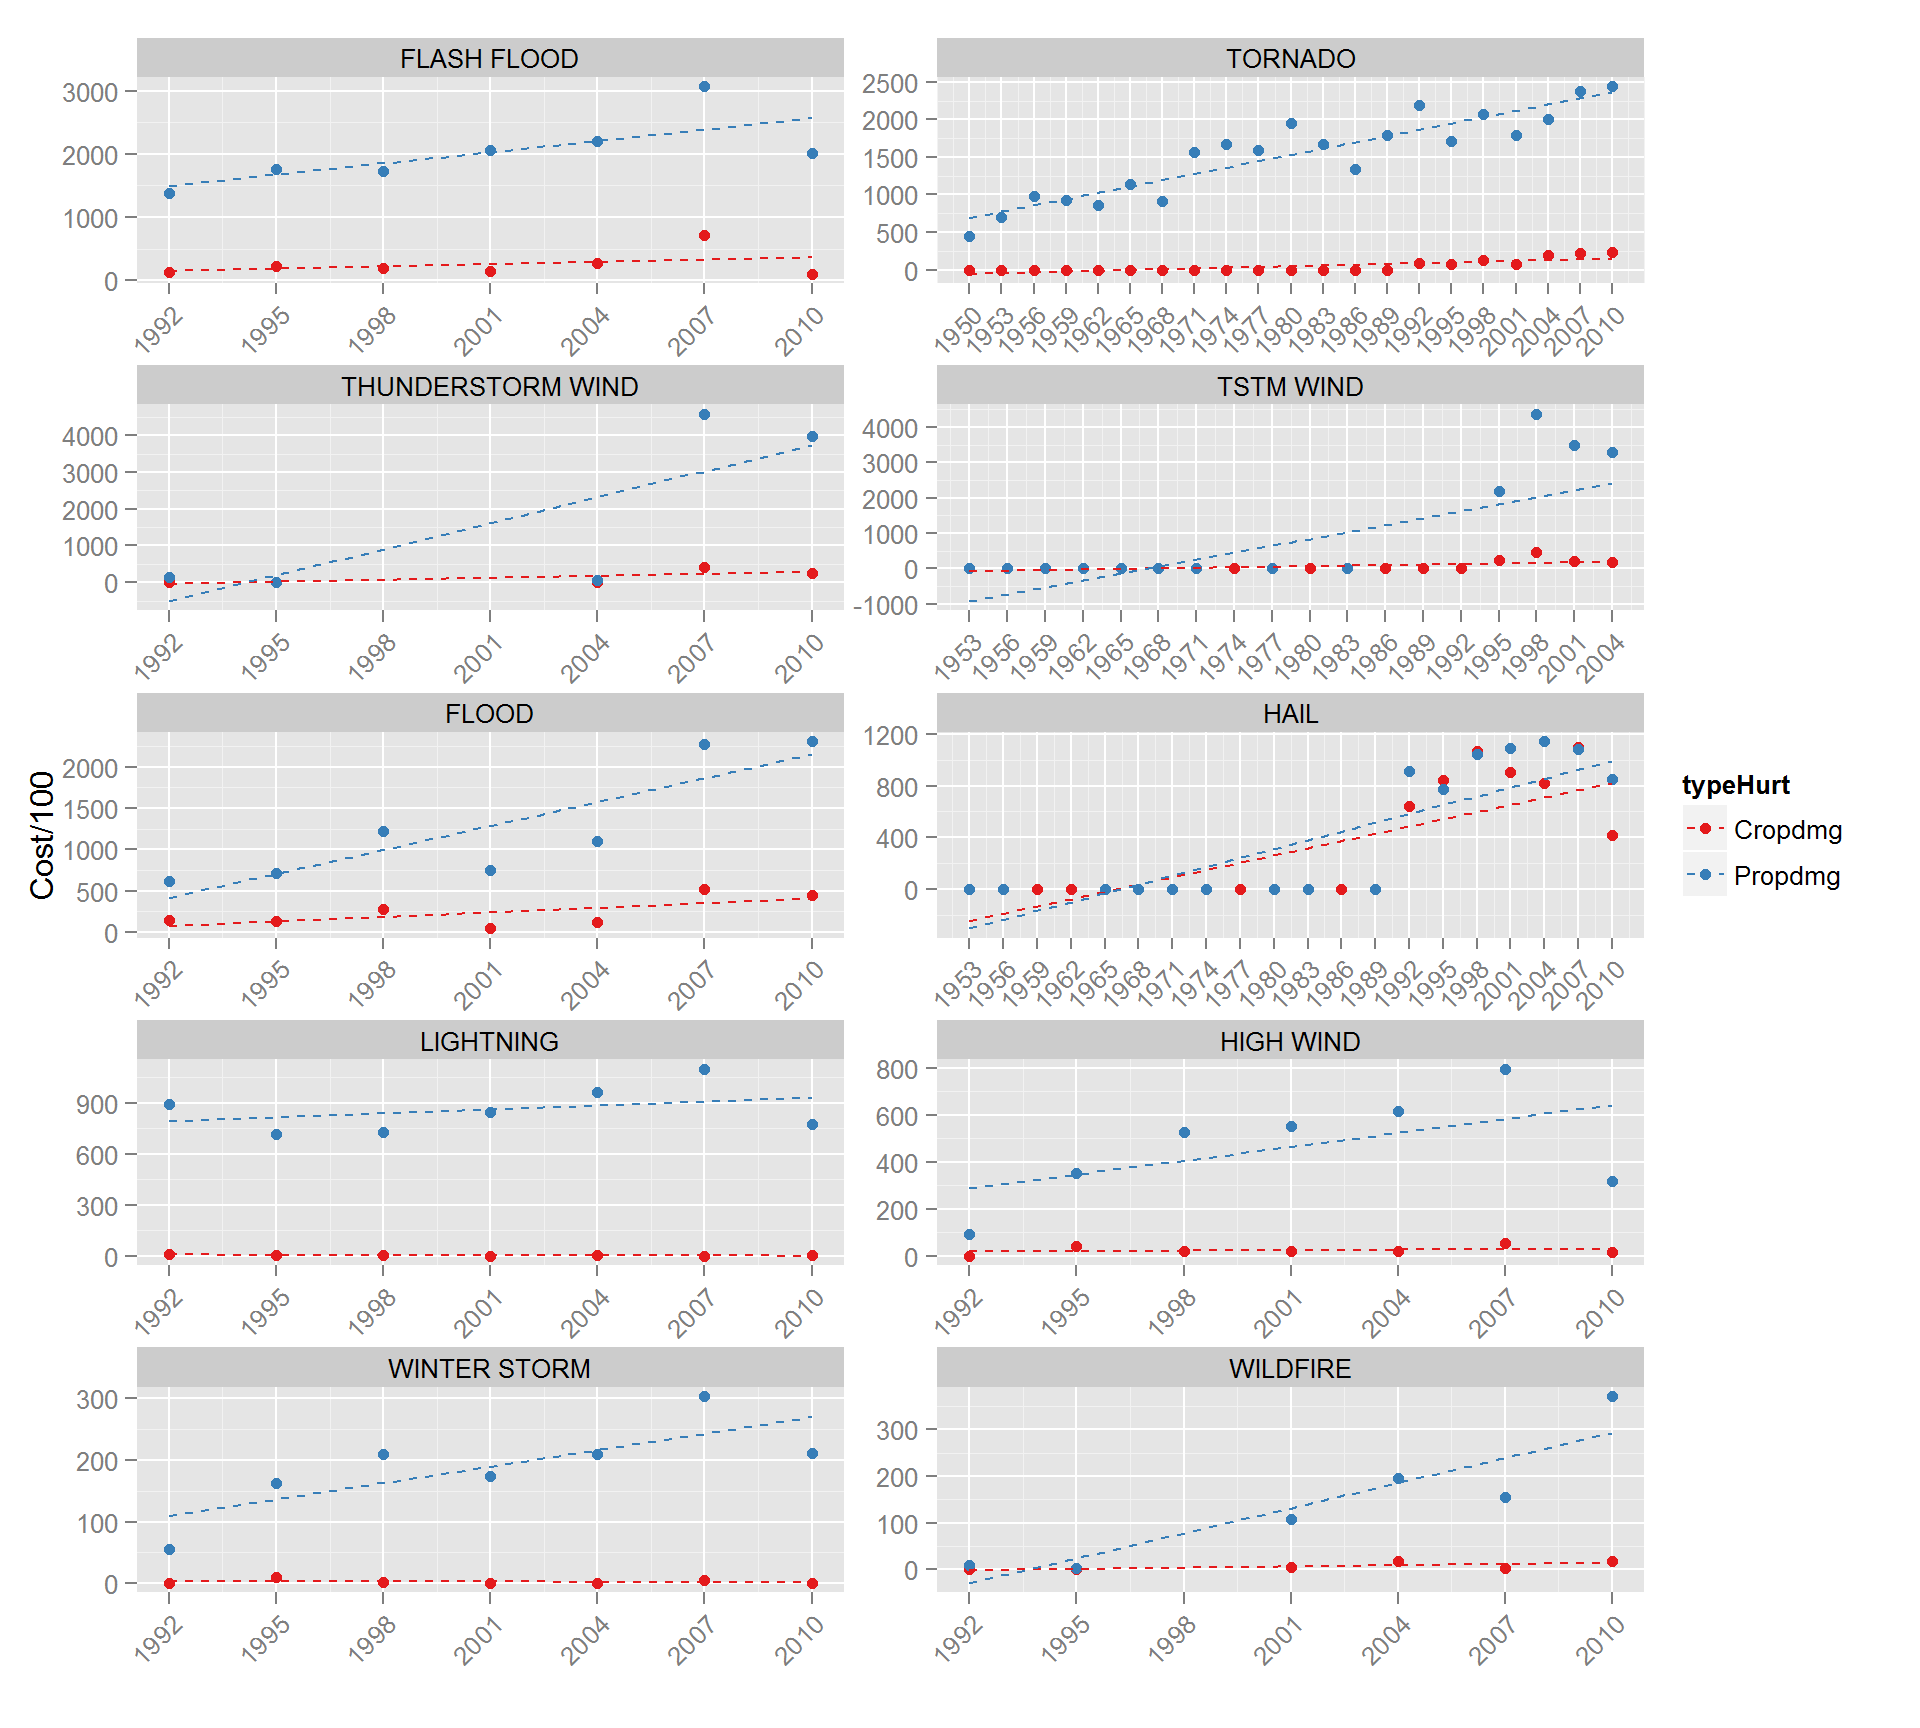 FLASH FLOOD
3000
2000
1000
0
1992 1995 1998 2001 2004 2007 2010
TORNADO
2500
2000
1500
1000
500
0
1950 1953 1956 1959 1962 1965 1968 1971 1974 1977 1980 1983 1986 1989 1992 1995 1998 2001 2004 2007 2010
THUNDERSTORM WIND
4000
3000
2000
1000
0
1992 1995 1998 2001 2004 2007 2010
TSTM WIND
4000
3000
2000
1000
0
-1000
1953 1956 1959 1962 1965 1968 1971 1974 1977 1980 1983 1986 1989 1992 1995 1998 2001 2004
Cost/100
FLOOD
2000
1500
1000
500
0
1992 1995 1998 2001 2004 2007 2010
HAIL
1200
800
400
0
1953 1956 1959 1962 1965 1968 1971 1974 1977 1980 1983 1986 1989 1992 1995 1998 2001 2004 2007 2010
typeHurt
Cropdmg
Propdmg
LIGHTNING
900
600
300
0
1992 1995 1998 2001 2004 2007 2010
HIGH WIND
800
600
400
200
0
1992 1995 1998 2001 2004 2007 2010
WINTER STORM
300
200
100
0
1992 1995 1998 2001 2004 2007 2010
WILDFIRE
300
200
100
0
1992 1995 1998 2001 2004 2007 2010